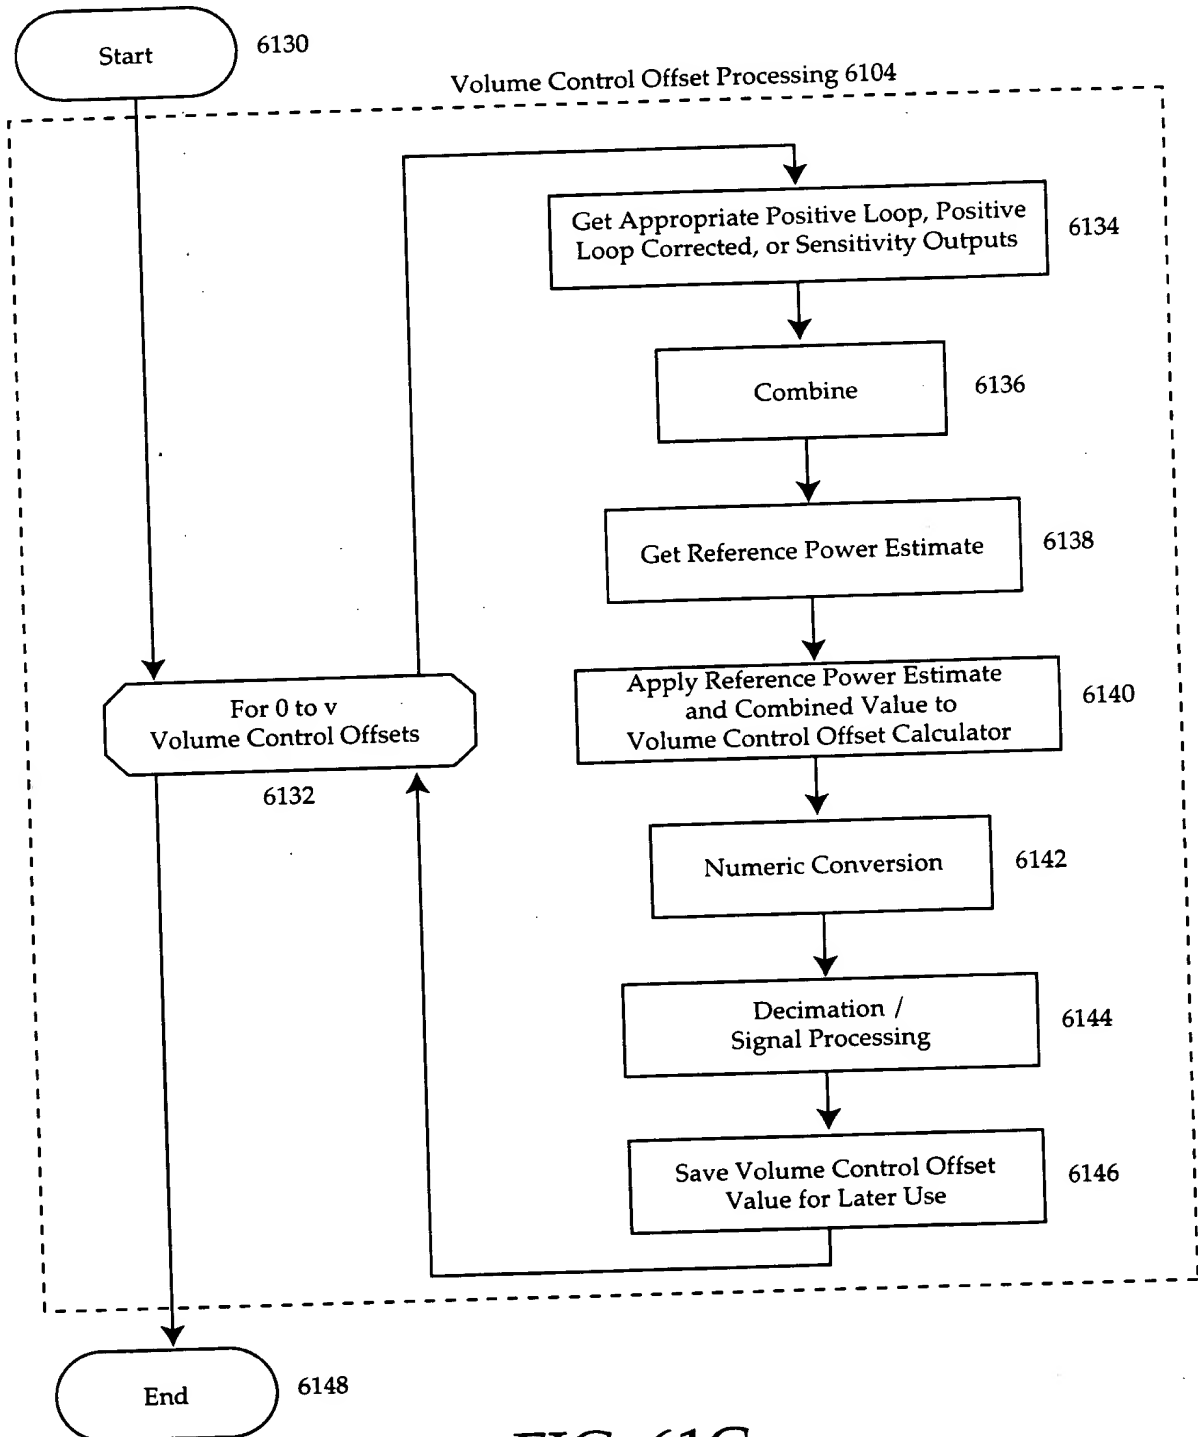 Start
6130
Volume Control Offset Processing 6104
Get Appropriate Positive Loop, Positive
Loop Corrected, or Sensitivity Outputs
6134
Combine
6136
Get Reference Power Estimate
6138
Apply Reference Power Estimate
and Combined Value to
Volume Control Offset Calculator
6140
For 0 to v
Volume Control Offsets
6132
Numeric Conversion
6142
Decimation /
Signal Processing
6144
Save Volume Control Offset
Value for Later Use
6146
End
6148
FIG. 61C